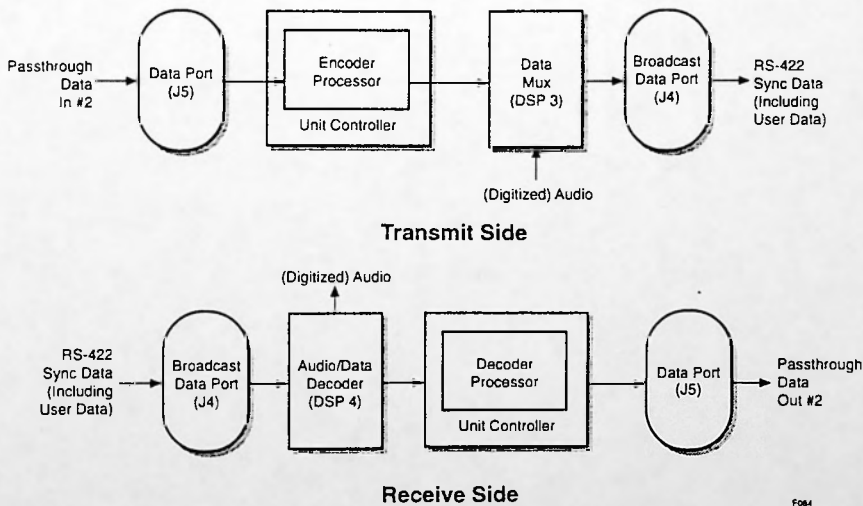 Passthrough
Data
In #2
Data Port
(J5)
Encoder
Processor
Unit Controller
Data
Mux
(DSP 3)
Broadcast
Data Port
(J4)
RS-422
Sync Data
(Including
User Data)
(Digitized) Audio
Transmit Side
(Digitized) Audio
RS-422
Sync Data
(Including
User Data)
Broadcast
Data Port
(J4)
Audio/Data
Decoder
(DSP 4)
Decoder
Processor
Unit Controller
Data Port
(J5)
Passthrough
Data
Out #2
Receive Side
F084